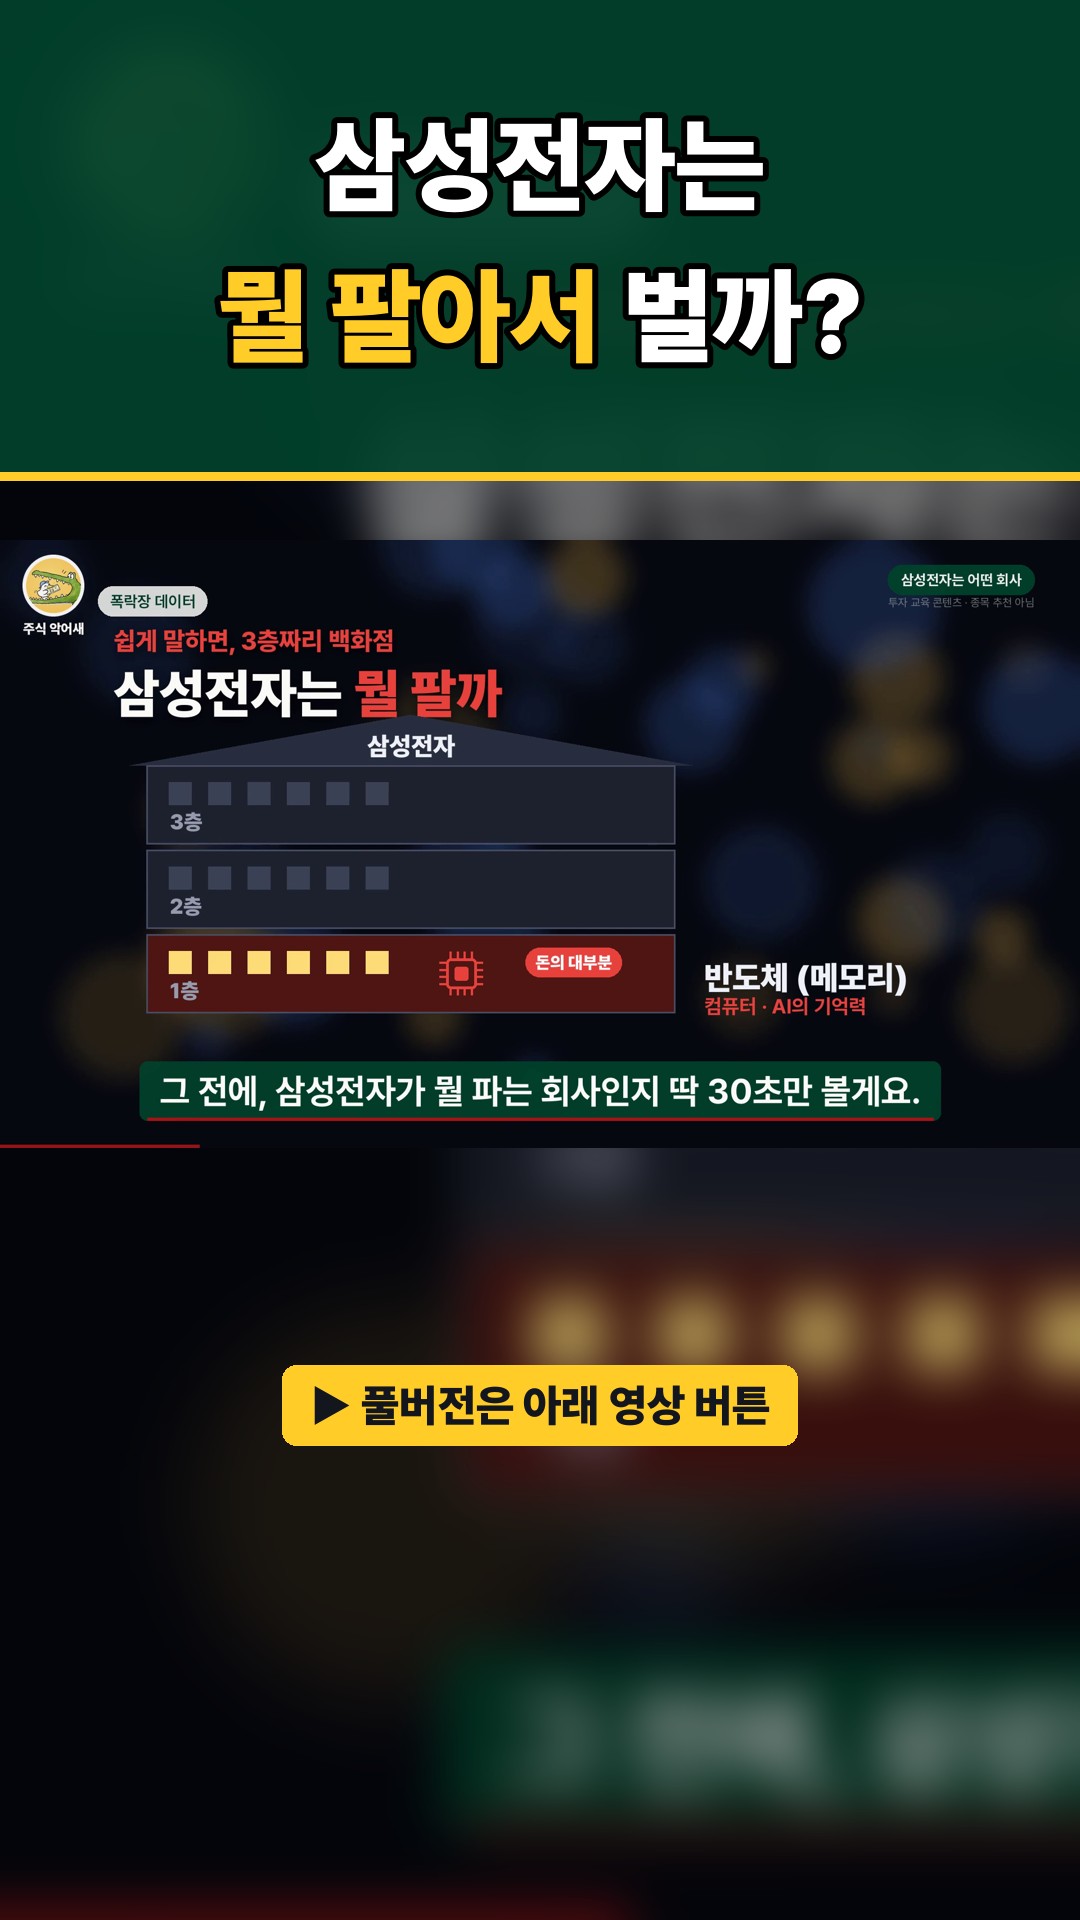 삼성전자는
뭘 팔아서 벌까?
주식 악어새
폭락장 데이터
삼성전자는 어떤 회사
투자 교육 콘텐츠 · 종목 추천 아님
쉽게 말하면, 3층짜리 백화점
삼성전자는 뭘 팔까
삼성전자
3층
2층
1층
돈의 대부분
반도체 (메모리)
컴퓨터 · AI의 기억력
그 전에, 삼성전자가 뭘 파는 회사인지 딱 30초만 볼게요.
▶ 풀버전은 아래 영상 버튼